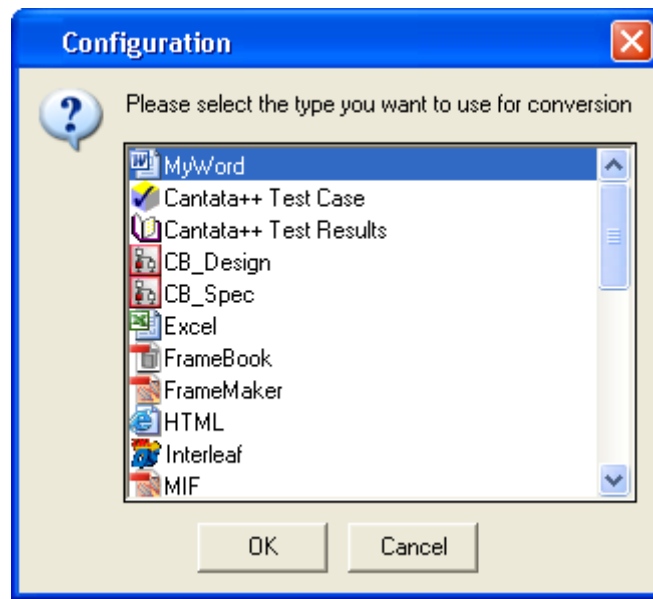 Configuration
Please select the type you want to use for conversion
MyWord
Cantata++ Test Case
Cantata++ Test Results
CB_Design
CB_Spec
Excel
FrameBook
FrameMaker
HTML
Interleaf
MIF
OK Cancel